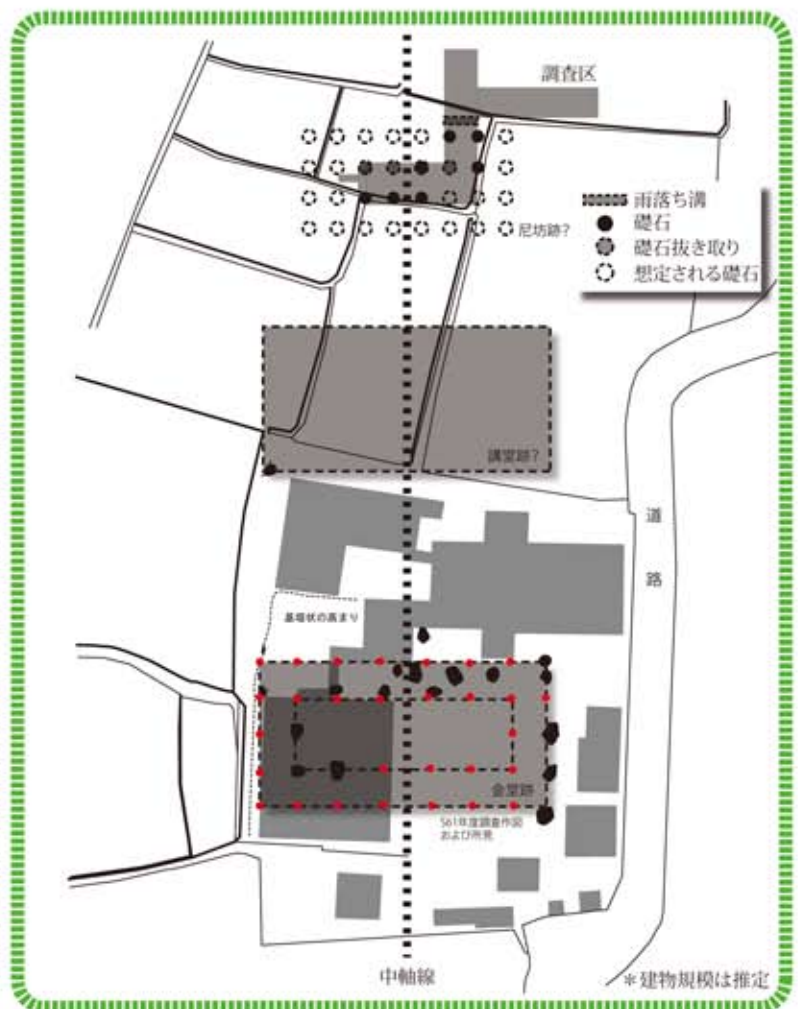 調査区
雨落ち溝
礎石
礎石抜き取り
想定される礎石
尼坊跡?
講堂跡?
道路
基壇状の高まり
金堂跡
S61年度調査作図
および所見
中軸線
*建物規模は推定